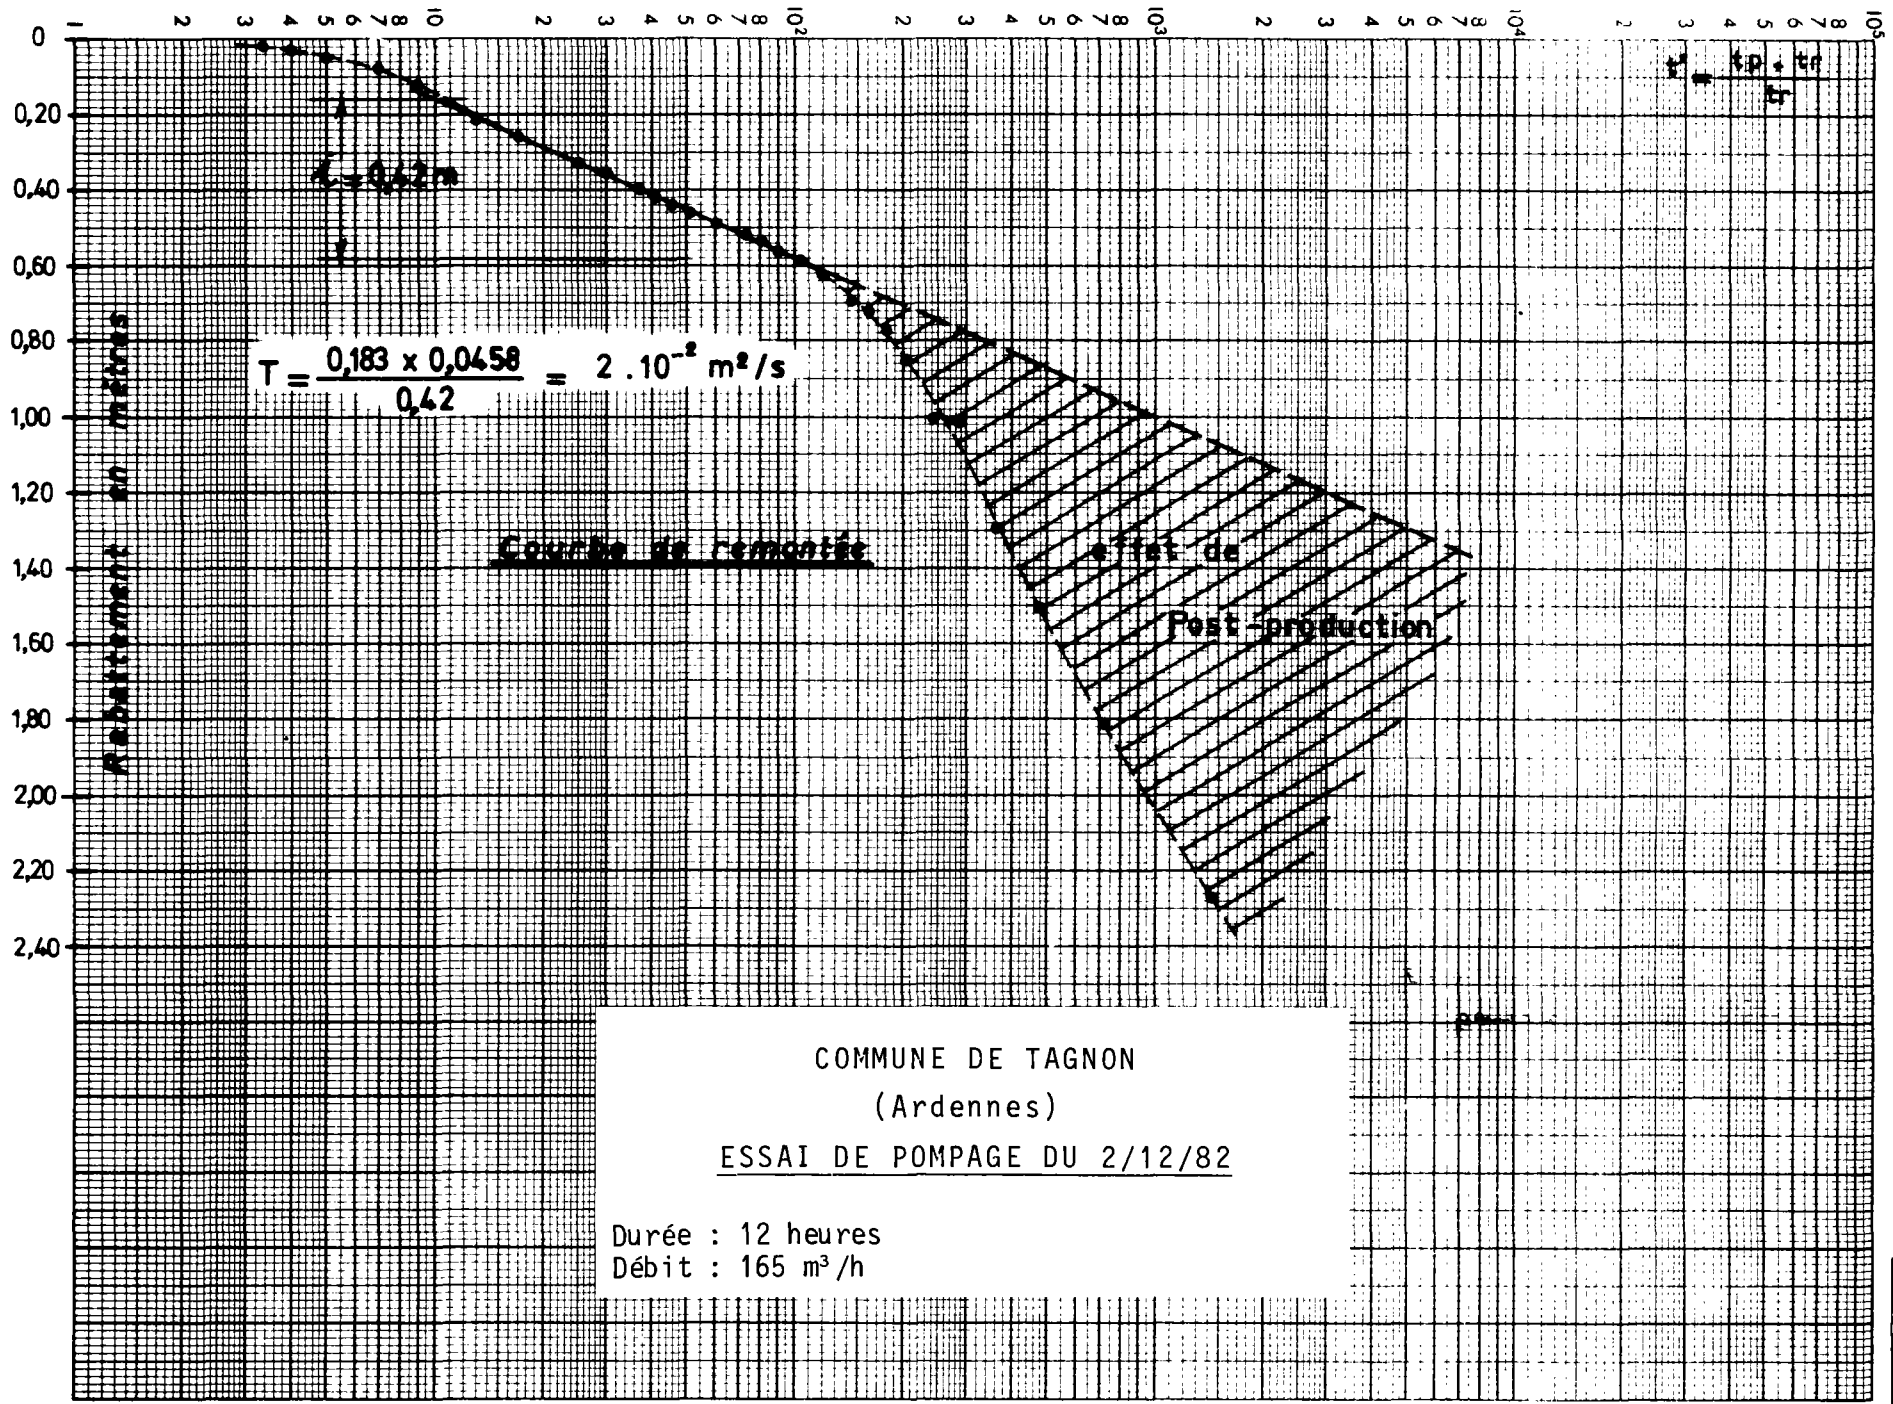 1 2 3 4 5 6 7 8 10 2 3 4 5 6 7 8 10² 2 3 4 5 6 7 8 10³ 2 3 4 5 6 7 8 10⁴ 2 3 4 5 6 7 8 10⁵
t' = tp + tr
tr
0
0,20
0,40
0,60
0,80
1,00
1,20
1,40
1,60
1,80
2,00
2,20
2,40
Rabattement en mètres
i = 0,42 m
T = 0,183 x 0,0458 = 2 . 10⁻² m²/s
0,42
Courbe de remontée
effet de
Post-production
COMMUNE DE TAGNON
(Ardennes)
ESSAI DE POMPAGE DU 2/12/82
Durée : 12 heures
Débit : 165 m³/h